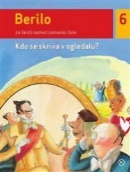 Berilo
6
za šesti razred osnovne šole
Kdo se skriva v ogledalu?